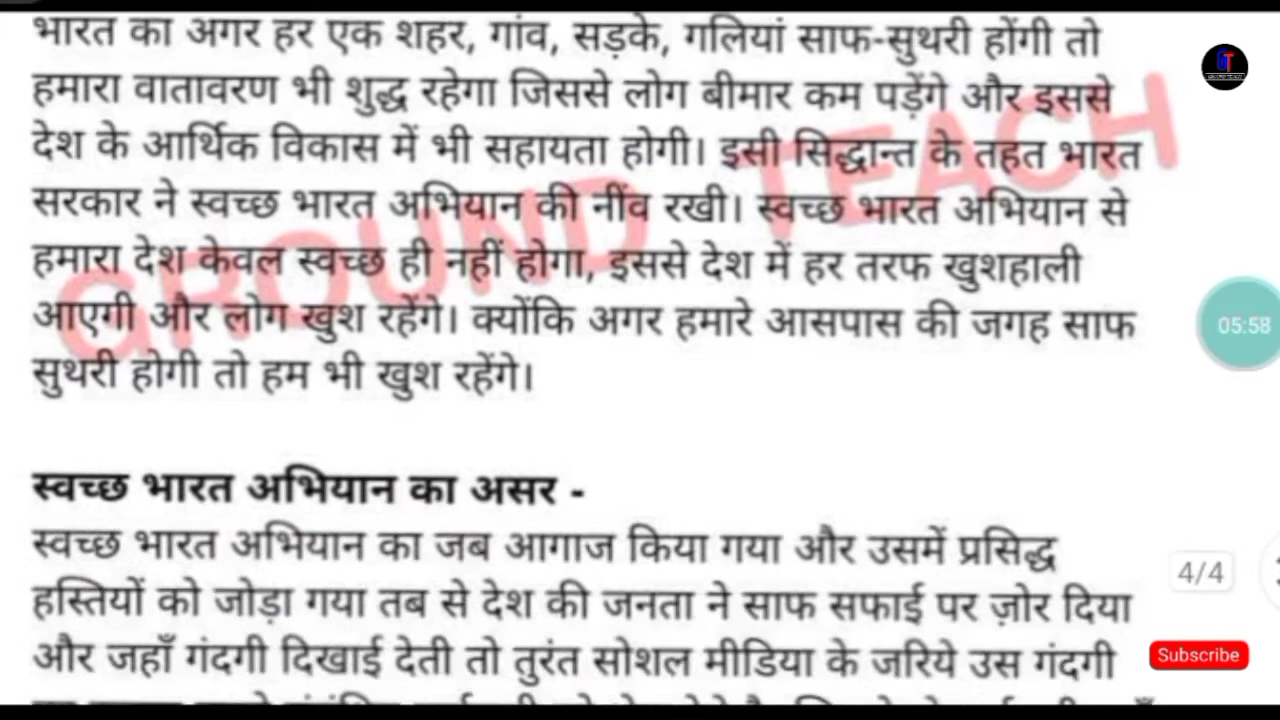 भारत का अगर हर एक शहर, गांव, सड़के, गलियां साफ-सुथरी होंगी तो
हमारा वातावरण भी शुद्ध रहेगा जिससे लोग बीमार कम पड़ेंगे और इससे
देश के आर्थिक विकास में भी सहायता होगी। इसी सिद्धान्त के तहत भारत
सरकार ने स्वच्छ भारत अभियान की नींव रखी। स्वच्छ भारत अभियान से
हमारा देश केवल स्वच्छ ही नहीं होगा, इससे देश में हर तरफ खुशहाली
आएगी और लोग खुश रहेंगे। क्योंकि अगर हमारे आसपास की जगह साफ
सुथरी होगी तो हम भी खुश रहेंगे।
GROUND TEACH
05:58
स्वच्छ भारत अभियान का असर -
स्वच्छ भारत अभियान का जब आगाज किया गया और उसमें प्रसिद्ध
हस्तियों को जोड़ा गया तब से देश की जनता ने साफ सफाई पर ज़ोर दिया
और जहाँ गंदगी दिखाई देती तो तुरंत सोशल मीडिया के जरिये उस गंदगी
4/4
Subscribe